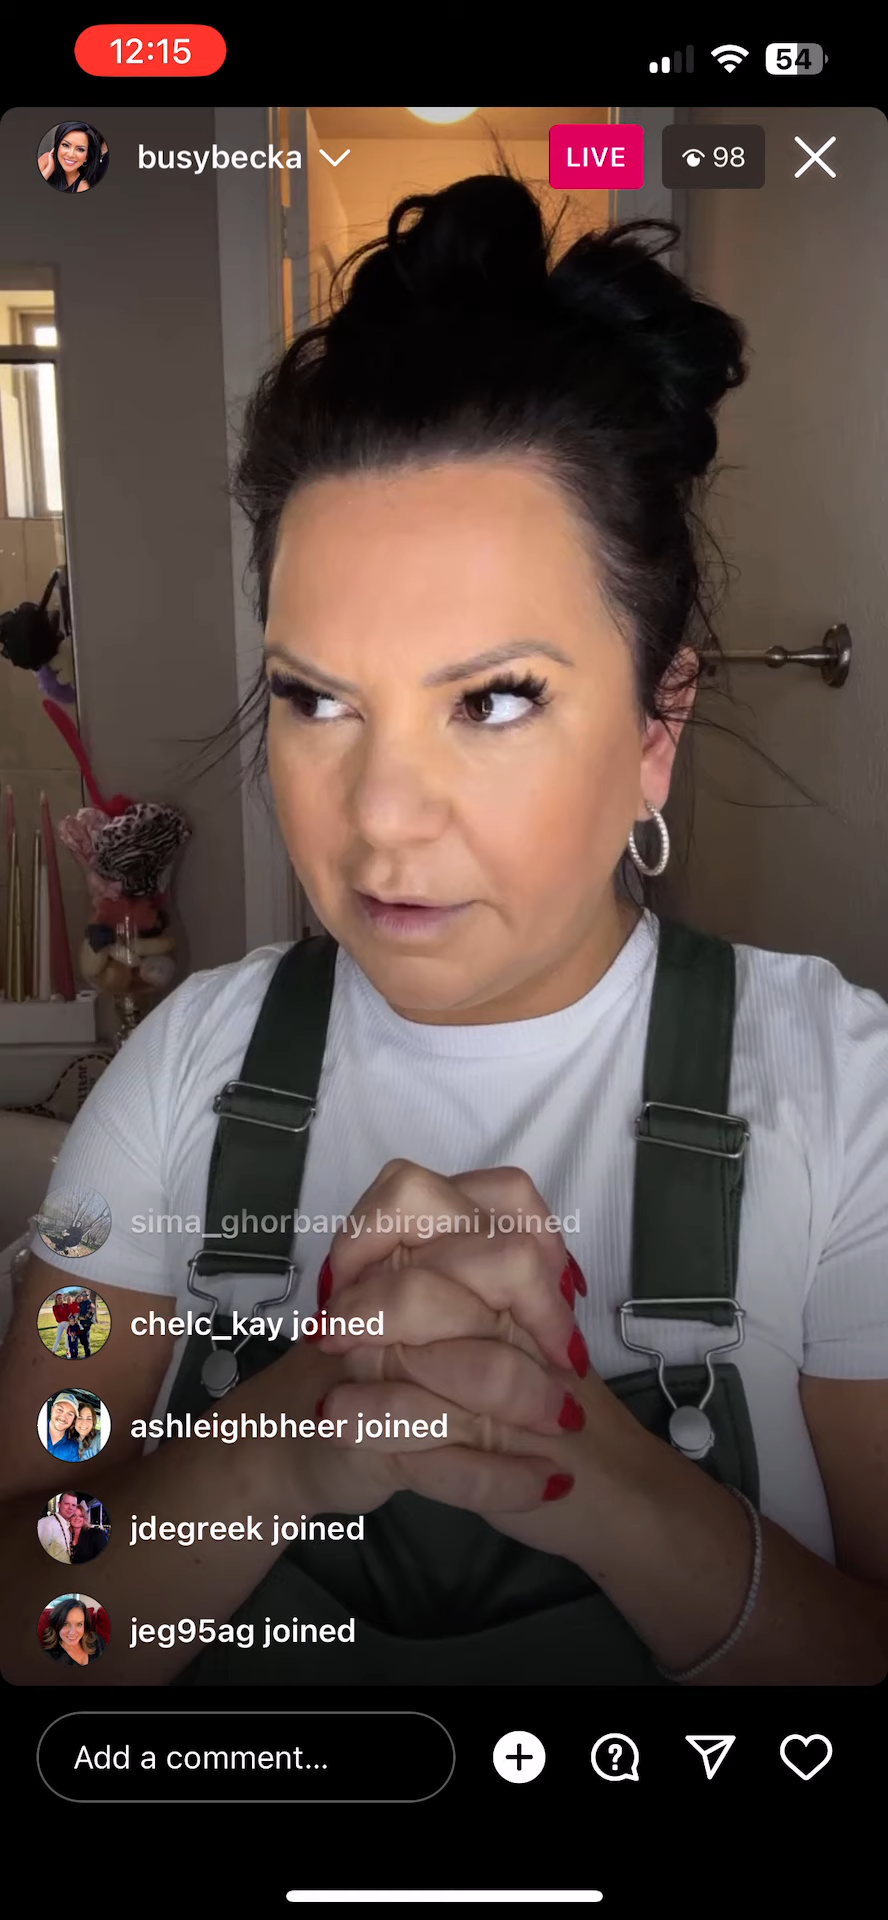 12:15
54
busybecka
LIVE
98
sima_ghorbany.birgani joined
chelc_kay joined
ashleighbheer joined
jdegreek joined
jeg95ag joined
Add a comment...